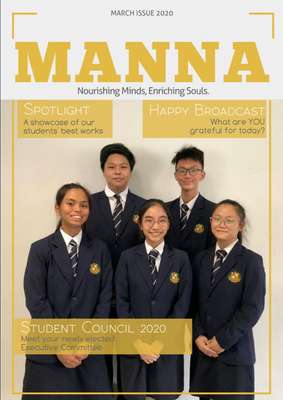 MARCH ISSUE 2020
MANNA
Nourishing Minds, Enriching Souls.
SPOTLIGHT
A showcase of our
students' best works
HAPPY BROADCAST
What are YOU
grateful for today?
STUDENT COUNCIL 2020
Meet your newly elected
Executive Committee